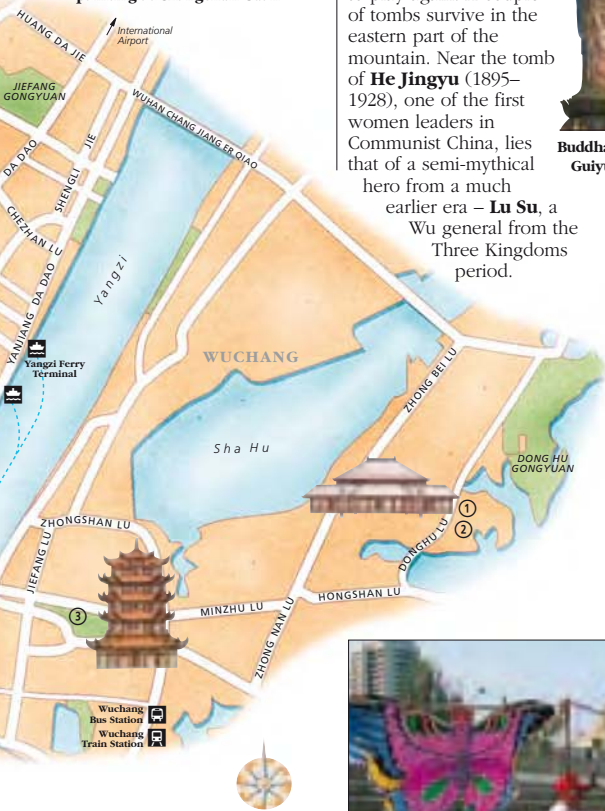 International
Airport
HUANG DA JIE
JIEFANG
GONGYUAN
WUHAN CHANG JIANG ER QIAO
DA DAO
SHENGLI JIE
CHEZHAN LU
YANJIANG DA DAO
Yangzi
Yangzi Ferry
Terminal
WUCHANG
Sha Hu
ZHONG BEI LU
DONG HU
GONGYUAN
①
②
DONGHU LU
ZHONGSHAN LU
JIEFANG LU
③
MINZHU LU
HONGSHAN LU
ZHONG NAN LU
Wuchang
Bus Station
Wuchang
Train Station
of tombs survive in the
eastern part of the
mountain. Near the tomb
of He Jingyu (1895–
1928), one of the first
women leaders in
Communist China, lies
that of a semi-mythical
hero from a much
earlier era – Lu Su, a
Wu general from the
Three Kingdoms
period.
Buddha
Guiyu